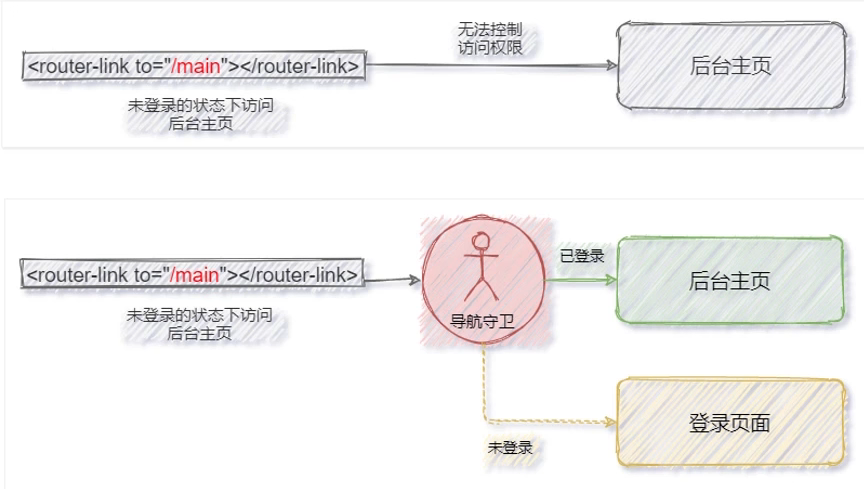 无法控制
访问权限
<router-link to="/main"></router-link>
后台主页
未登录的状态下访问
后台主页
<router-link to="/main"></router-link>
已登录
后台主页
未登录的状态下访问
后台主页
导航守卫
登录页面
未登录